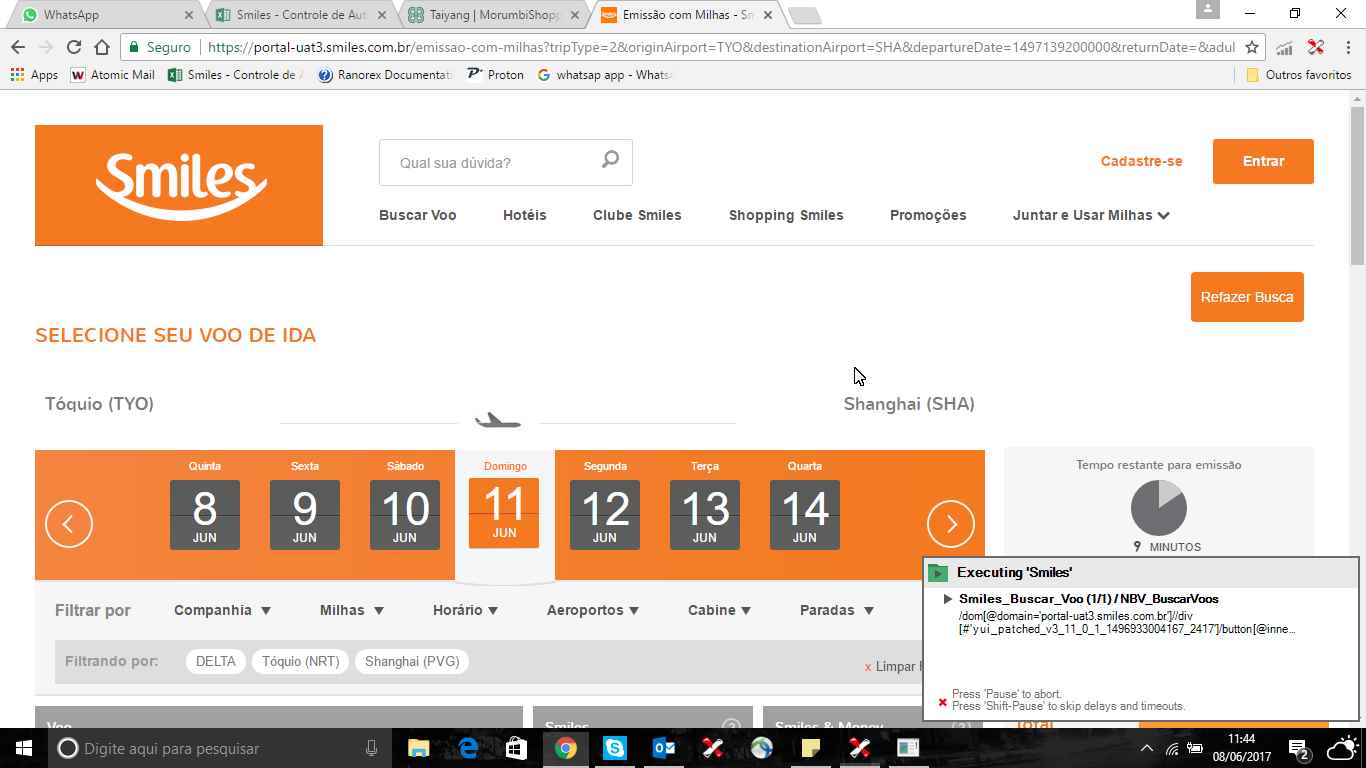 WhatsApp
Smiles - Controle de Aut
Taiyang | MorumbiShopp
Emissão com Milhas - Sm
Seguro
https://portal-uat3.smiles.com.br/emissao-com-milhas?tripType=2&originAirport=TYO&destinationAirport=SHA&departureDate=1497139200000&returnDate=&adul
Apps
Atomic Mail
Smiles - Controle de A
Ranorex Documentati
Proton
whatsap app - Whats
Outros favoritos
Smiles
Qual sua dúvida?
Cadastre-se
Entrar
Buscar Voo
Hotéis
Clube Smiles
Shopping Smiles
Promoções
Juntar e Usar Milhas
Refazer Busca
SELECIONE SEU VOO DE IDA
Tóquio (TYO)
Shanghai (SHA)
Quinta
8
JUN
Sexta
9
JUN
Sábado
10
JUN
Domingo
11
JUN
Segunda
12
JUN
Terça
13
JUN
Quarta
14
JUN
Tempo restante para emissão
9 MINUTOS
Filtrar por
Companhia
Milhas
Horário
Aeroportos
Cabine
Paradas
Filtrando por:
DELTA
Tóquio (NRT)
Shanghai (PVG)
x Limpar
Voo
Smiles
Smiles & Money
Total
Executing 'Smiles'
Smiles_Buscar_Voo (1/1) / NBV_BuscarVoos
/dom[@domain='portal-uat3.smiles.com.br']//div
[#'yui_patched_v3_11_0_1_1496933004167_2417']/button[@inne...
Press 'Pause' to abort.
Press 'Shift-Pause' to skip delays and timeouts.
Digite aqui para pesquisar
11:44
08/06/2017
2